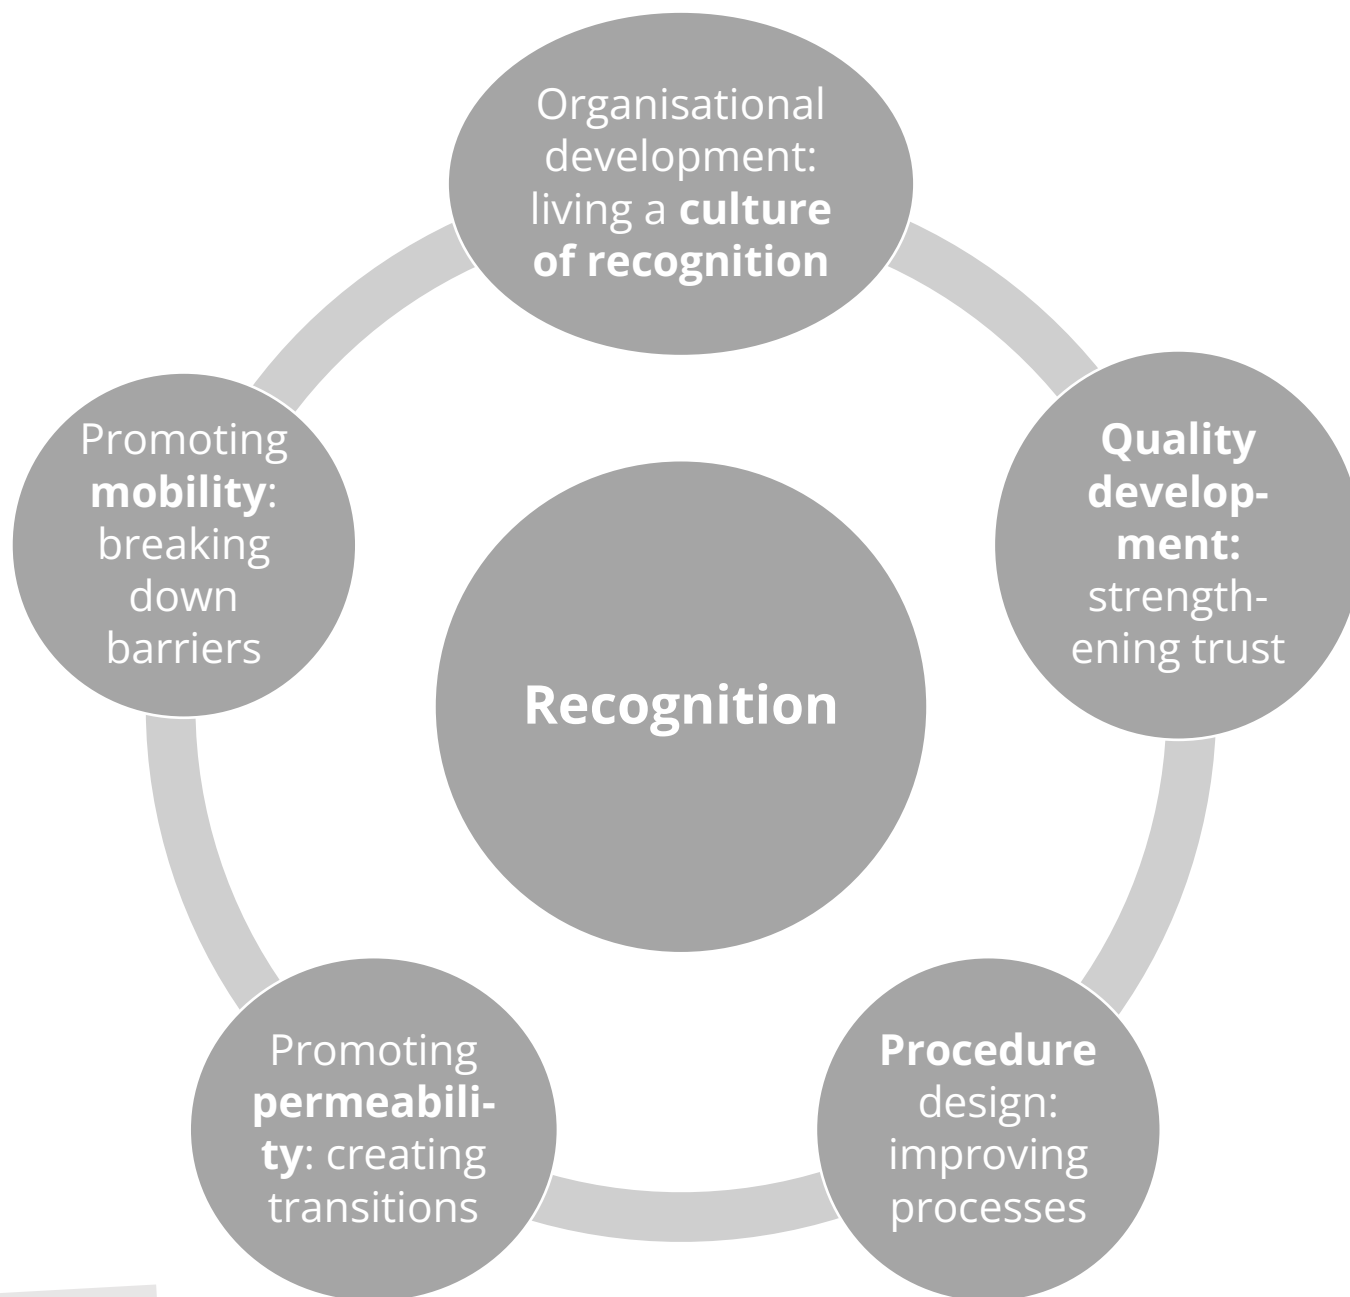 Organisational
development:
living a culture
of recognition
Promoting
mobility:
breaking
down
barriers
Quality
develop-
ment:
strength-
ening trust
Recognition
Promoting
permeabili-
ty: creating
transitions
Procedure
design:
improving
processes